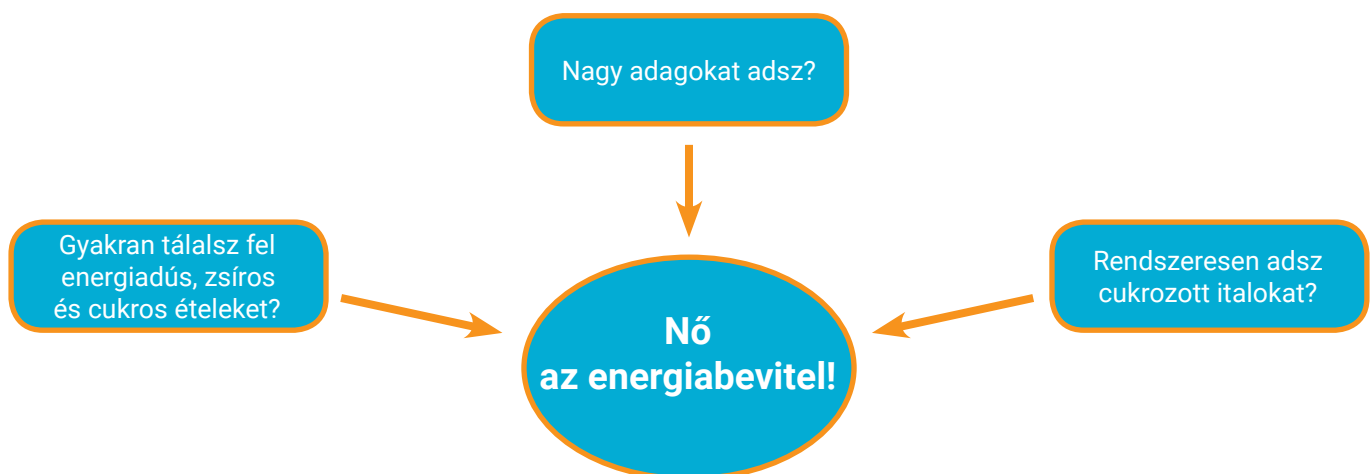 Nagy adagokat adsz?
Gyakran tálalsz fel
energiadús, zsíros
és cukros ételeket?
Rendszeresen adsz
cukrozott italokat?
Nő
az energiabevitel!